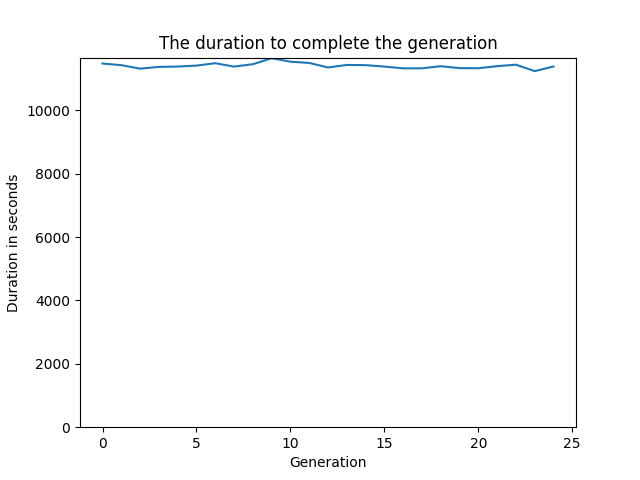 The duration to complete the generation
Duration in seconds
10000
8000
6000
4000
2000
0
0 5 10 15 20 25
Generation